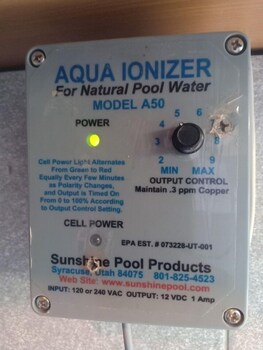 AQUA IONIZER
For Natural Pool Water
MODEL A50
POWER
5 6
4
3 8
2 9
MIN MAX
OUTPUT CONTROL
Maintain .3 ppm Copper
Cell Power Light Alternates
From Green to Red
Equally Every Few Minutes
as Polarity Changes,
and Output is Timed On
From 0 to 100% According
to Output Control Setting.
CELL POWER
EPA EST. # 073226-UT-001
Sunshine Pool Products
Syracuse, Utah 84075 801-825-4523
Web Site: www.sunshinepool.com
INPUT: 120 or 240 VAC OUTPUT: 12 VDC 1 Amp